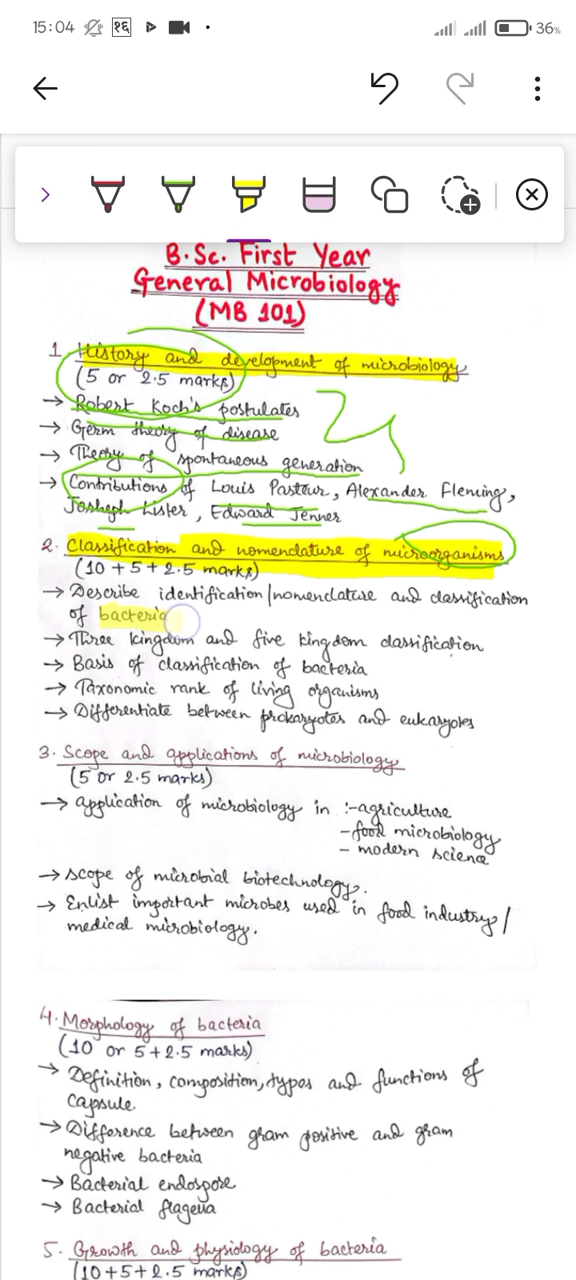 15:04 १६ 36%
B.Sc. First Year
General Microbiology
(MB 101)
1. History and development of microbiology
(5 or 2.5 marks)
→ Robert Koch's postulates
→ Germ theory of disease
→ Theory of spontaneous generation
→ Contributions of Louis Pasteur, Alexander Fleming,
Joshegh Lister, Edward Jenner
2. Classification and nomenclature of microorganisms
(10+5+2.5 marks)
→ Describe identification/nomenclature and classification
of bacteria
→ Three kingdom and five kingdom classification
→ Basis of classification of bacteria
→ Taxonomic rank of living organisms
→ Differentiate between prokaryotes and eukaryotes
3. Scope and applications of microbiology
(5 or 2.5 marks)
→ application of microbiology in :- agriculture
- food microbiology
- modern science
→ scope of microbial biotechnology.
→ Enlist important microbes used in food industry/
medical microbiology.
4. Morphology of bacteria
(10 or 5+2.5 marks)
→ Definition, composition, types and functions of
capsule.
→ Difference between gram positive and gram
negative bacteria
→ Bacterial endospore
→ Bacterial flagella
5. Growth and physiology of bacteria
(10+5+2.5 marks)